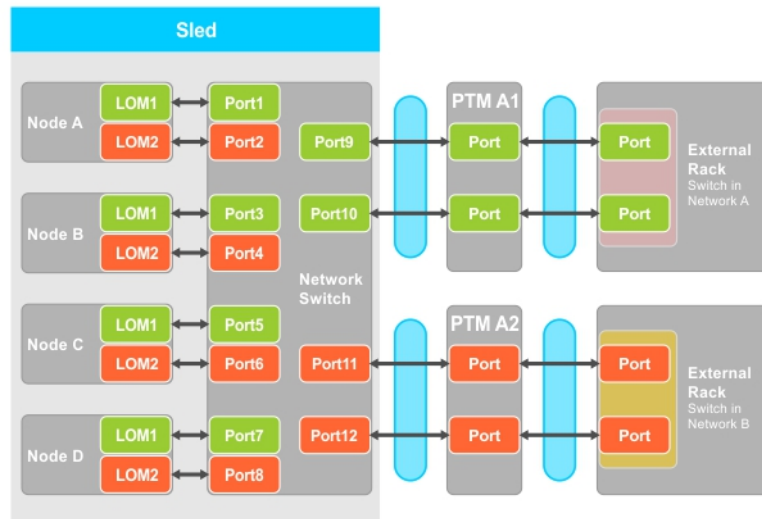 Sled
Node A
LOM1
LOM2
Port1
Port2
Node B
LOM1
LOM2
Port3
Port4
Node C
LOM1
LOM2
Port5
Port6
Node D
LOM1
LOM2
Port7
Port8
Port9
Port10
Network
Switch
Port11
Port12
PTM A1
Port
Port
PTM A2
Port
Port
Port
Port
External
Rack
Switch in
Network A
Port
Port
External
Rack
Switch in
Network B